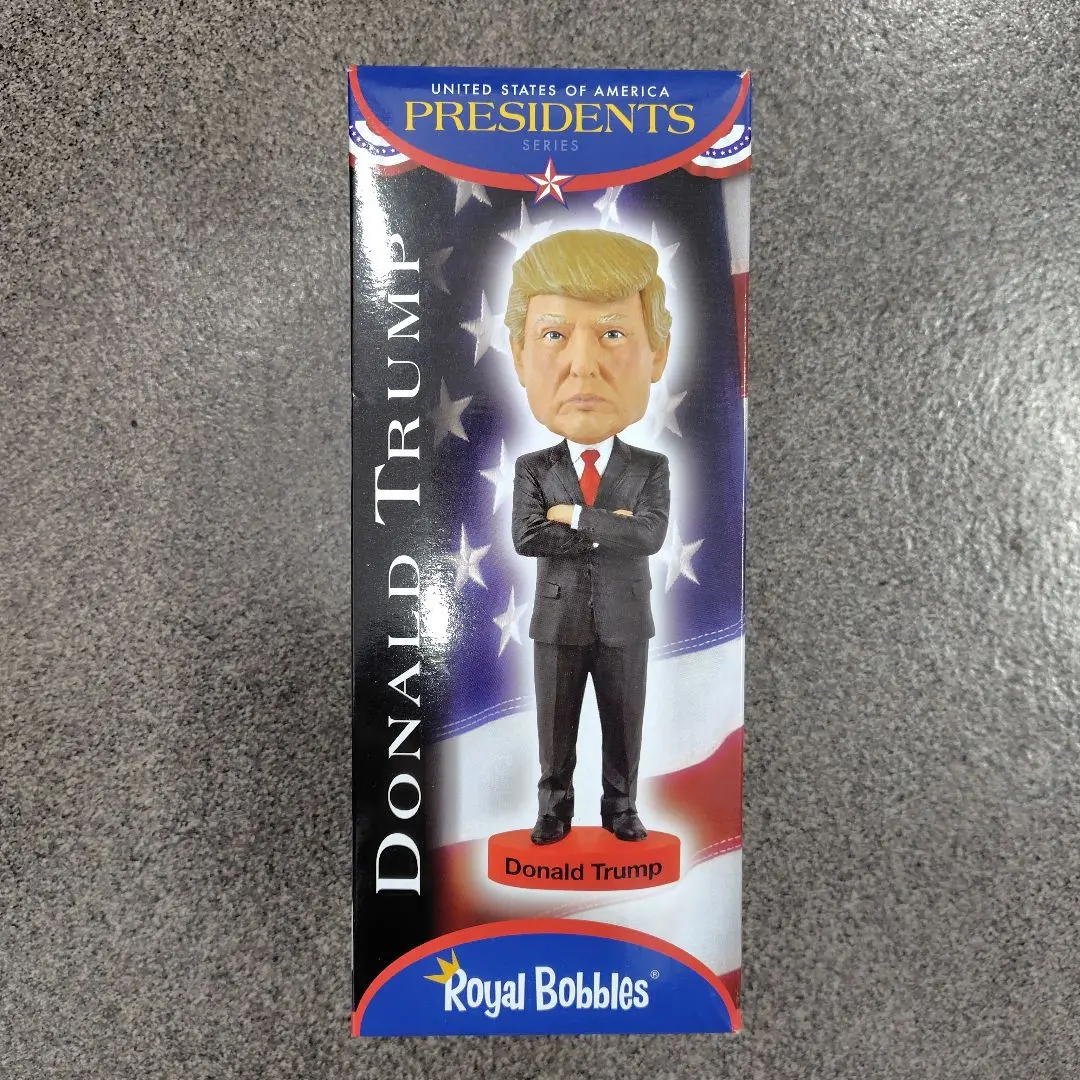 UNITED STATES OF AMERICA
PRESIDENTS
SERIES
DONALD TRUMP
Donald Trump
Royal Bobbles®